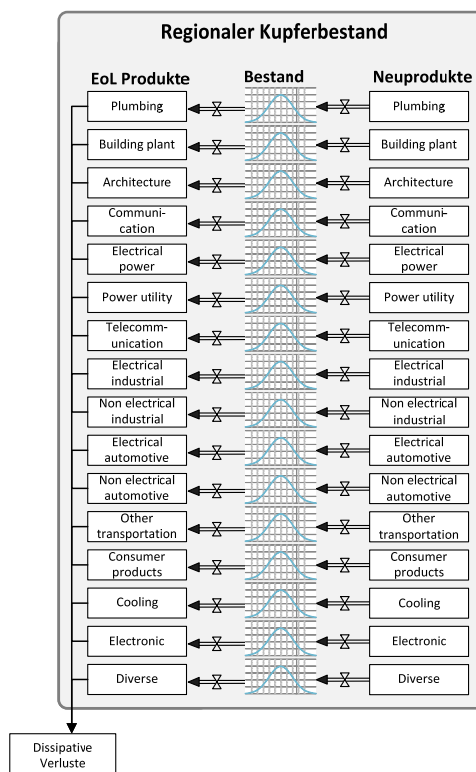 Regionaler Kupferbestand
EoL Produkte Bestand Neuprodukte
Plumbing Plumbing
Building plant Building plant
Architecture Architecture
Communi- Communi-
cation cation
Electrical Electrical
power power
Power utility Power utility
Telecomm- Telecomm-
unication unication
Electrical Electrical
industrial industrial
Non electrical Non electrical
industrial industrial
Electrical Electrical
automotive automotive
Non electrical Non electrical
automotive automotive
Other Other
transportation transportation
Consumer Consumer
products products
Cooling Cooling
Electronic Electronic
Diverse Diverse
Dissipative
Verluste